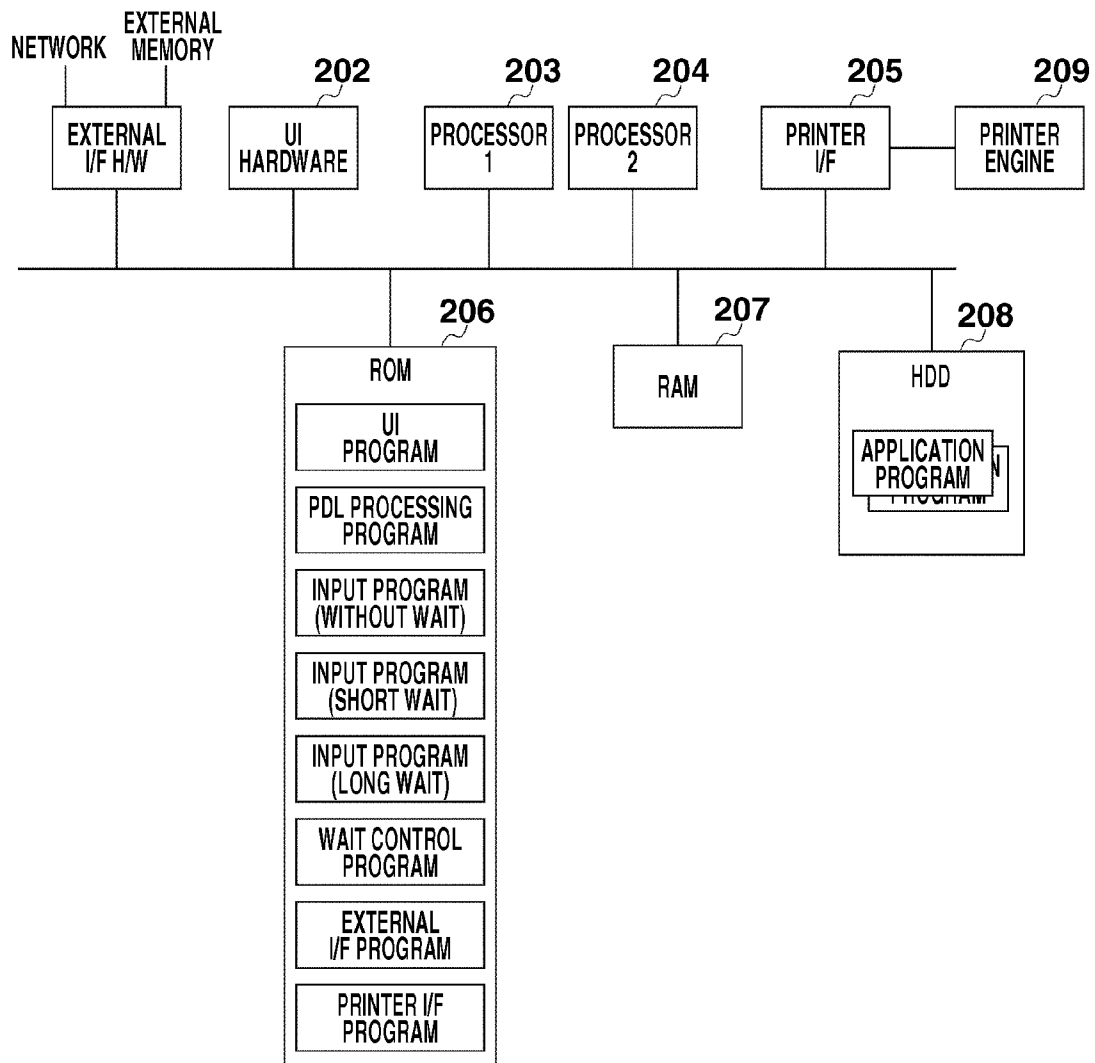 NETWORK
EXTERNAL
MEMORY
202
203
204
205
209
EXTERNAL
I/F H/W
UI
HARDWARE
PROCESSOR
1
PROCESSOR
2
PRINTER
I/F
PRINTER
ENGINE
206
207
208
ROM
RAM
HDD
UI
PROGRAM
APPLICATION
PROGRAM
N
PROGRAM
PDL PROCESSING
PROGRAM
INPUT PROGRAM
(WITHOUT WAIT)
INPUT PROGRAM
(SHORT WAIT)
INPUT PROGRAM
(LONG WAIT)
WAIT CONTROL
PROGRAM
EXTERNAL
I/F PROGRAM
PRINTER I/F
PROGRAM